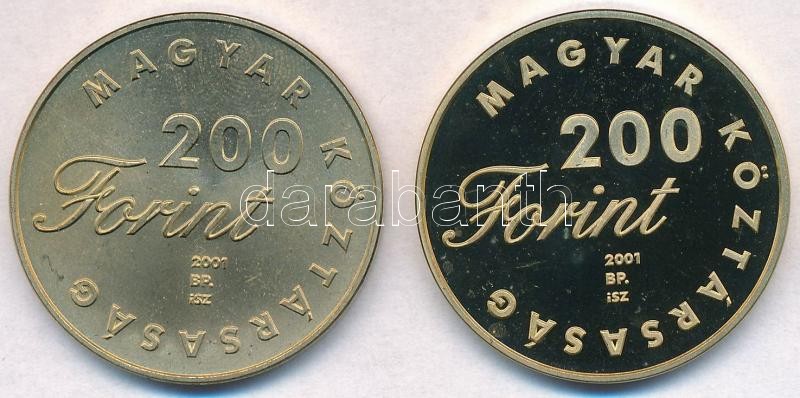 MAGYAR KÖZTÁRSASÁG
200
Forint
2001
BP.
iSZ
MAGYAR KÖZTÁRSASÁG
200
Forint
2001
BP.
iSZ
darabanth